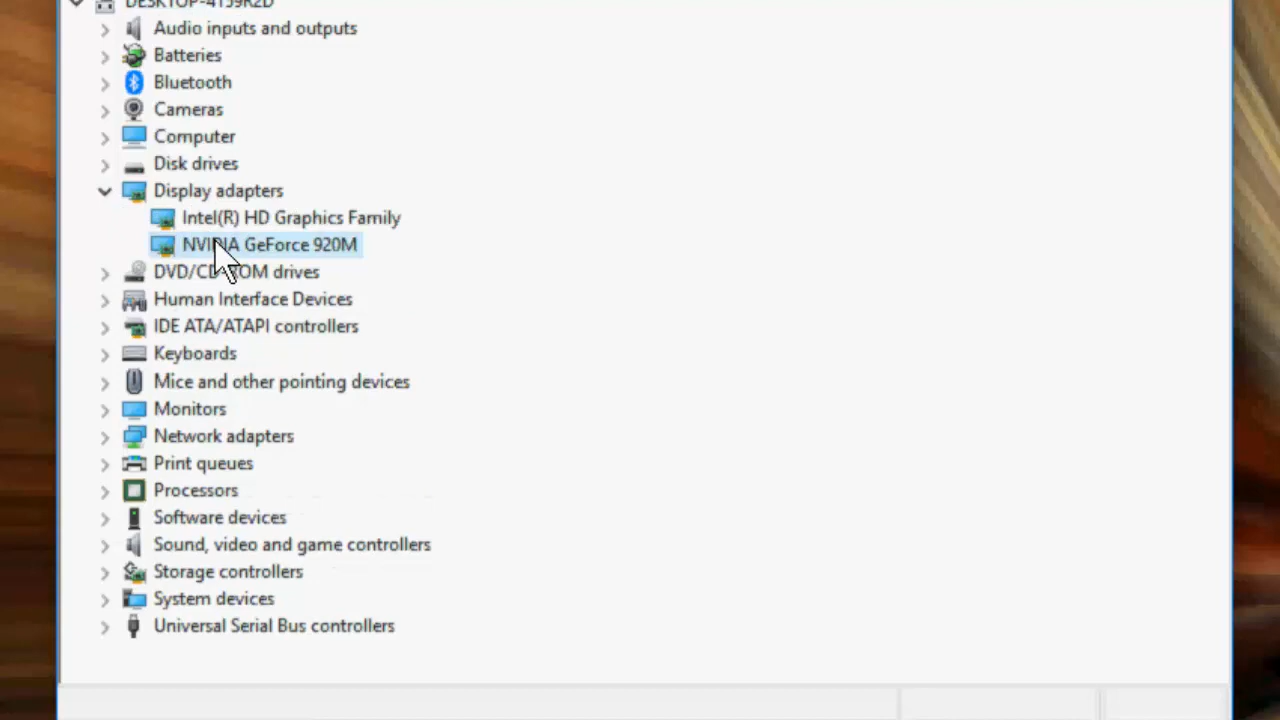 Audio inputs and outputs
Batteries
Bluetooth
Cameras
Computer
Disk drives
Display adapters
Intel(R) HD Graphics Family
NVIDIA GeForce 920M
DVD/CD-ROM drives
Human Interface Devices
IDE ATA/ATAPI controllers
Keyboards
Mice and other pointing devices
Monitors
Network adapters
Print queues
Processors
Software devices
Sound, video and game controllers
Storage controllers
System devices
Universal Serial Bus controllers